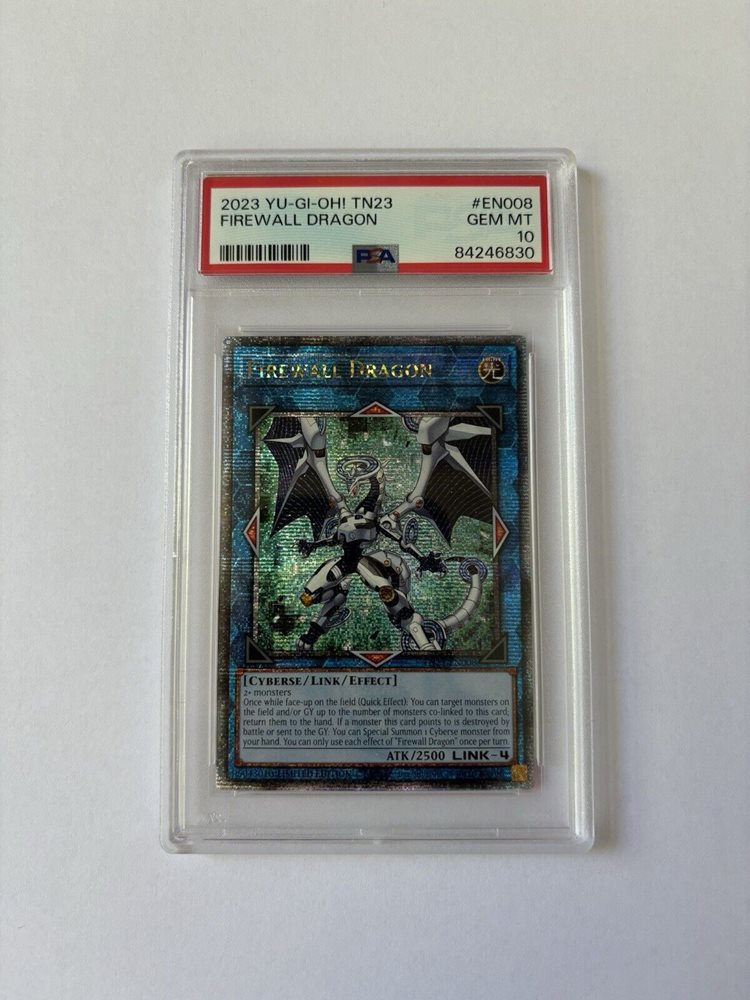 2023 YU-GI-OH! TN23 #EN008
FIREWALL DRAGON GEM MT
10
PSA 84246830
FIREWALL DRAGON
光
[CYBERSE/LINK/EFFECT]
2+ monsters
Once while face-up on the field (Quick Effect): You can target monsters on
the field and/or GY up to the number of monsters co-linked to this card;
return them to the hand. If a monster this card points to is destroyed by
battle or sent to the GY: You can Special Summon 1 Cyberse monster from
your hand. You can only use each effect of "Firewall Dragon" once per turn.
ATK/2500 LINK-4
LIMITED EDITION